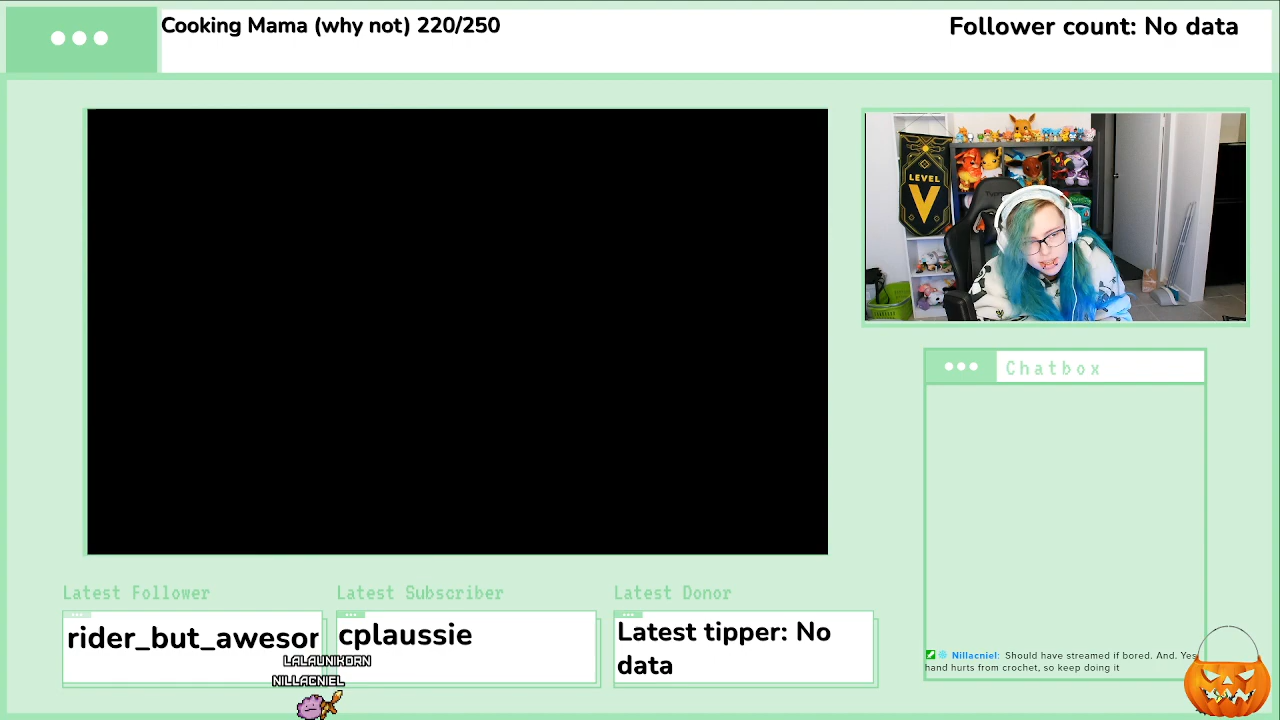 Cooking Mama (why not) 220/250
Follower count: No data
LEVEL
V
Chatbox
Nillacniel: Should have streamed if bored. And. Yes
hand hurts from crochet, so keep doing it
Latest Follower
rider_but_awesor
Latest Subscriber
cplaussie
Latest Donor
Latest tipper: No
data
LALAUNIKORN
NILLACNIEL